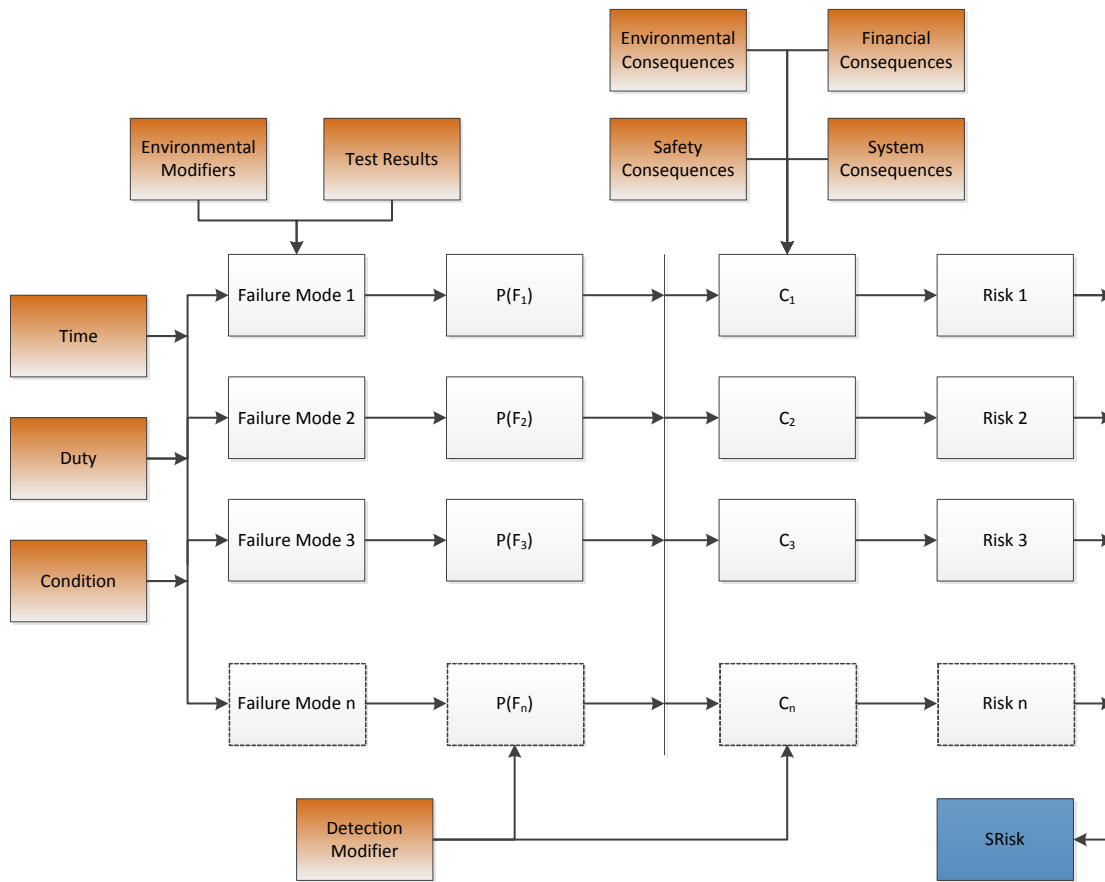 Environmental
Consequences
Financial
Consequences
Environmental
Modifiers
Test Results
Safety
Consequences
System
Consequences
Time
Failure Mode 1
P(F₁)
C₁
Risk 1
Duty
Failure Mode 2
P(F₂)
C₂
Risk 2
Condition
Failure Mode 3
P(F₃)
C₃
Risk 3
Failure Mode n
P(Fₙ)
Cₙ
Risk n
Detection
Modifier
SRisk